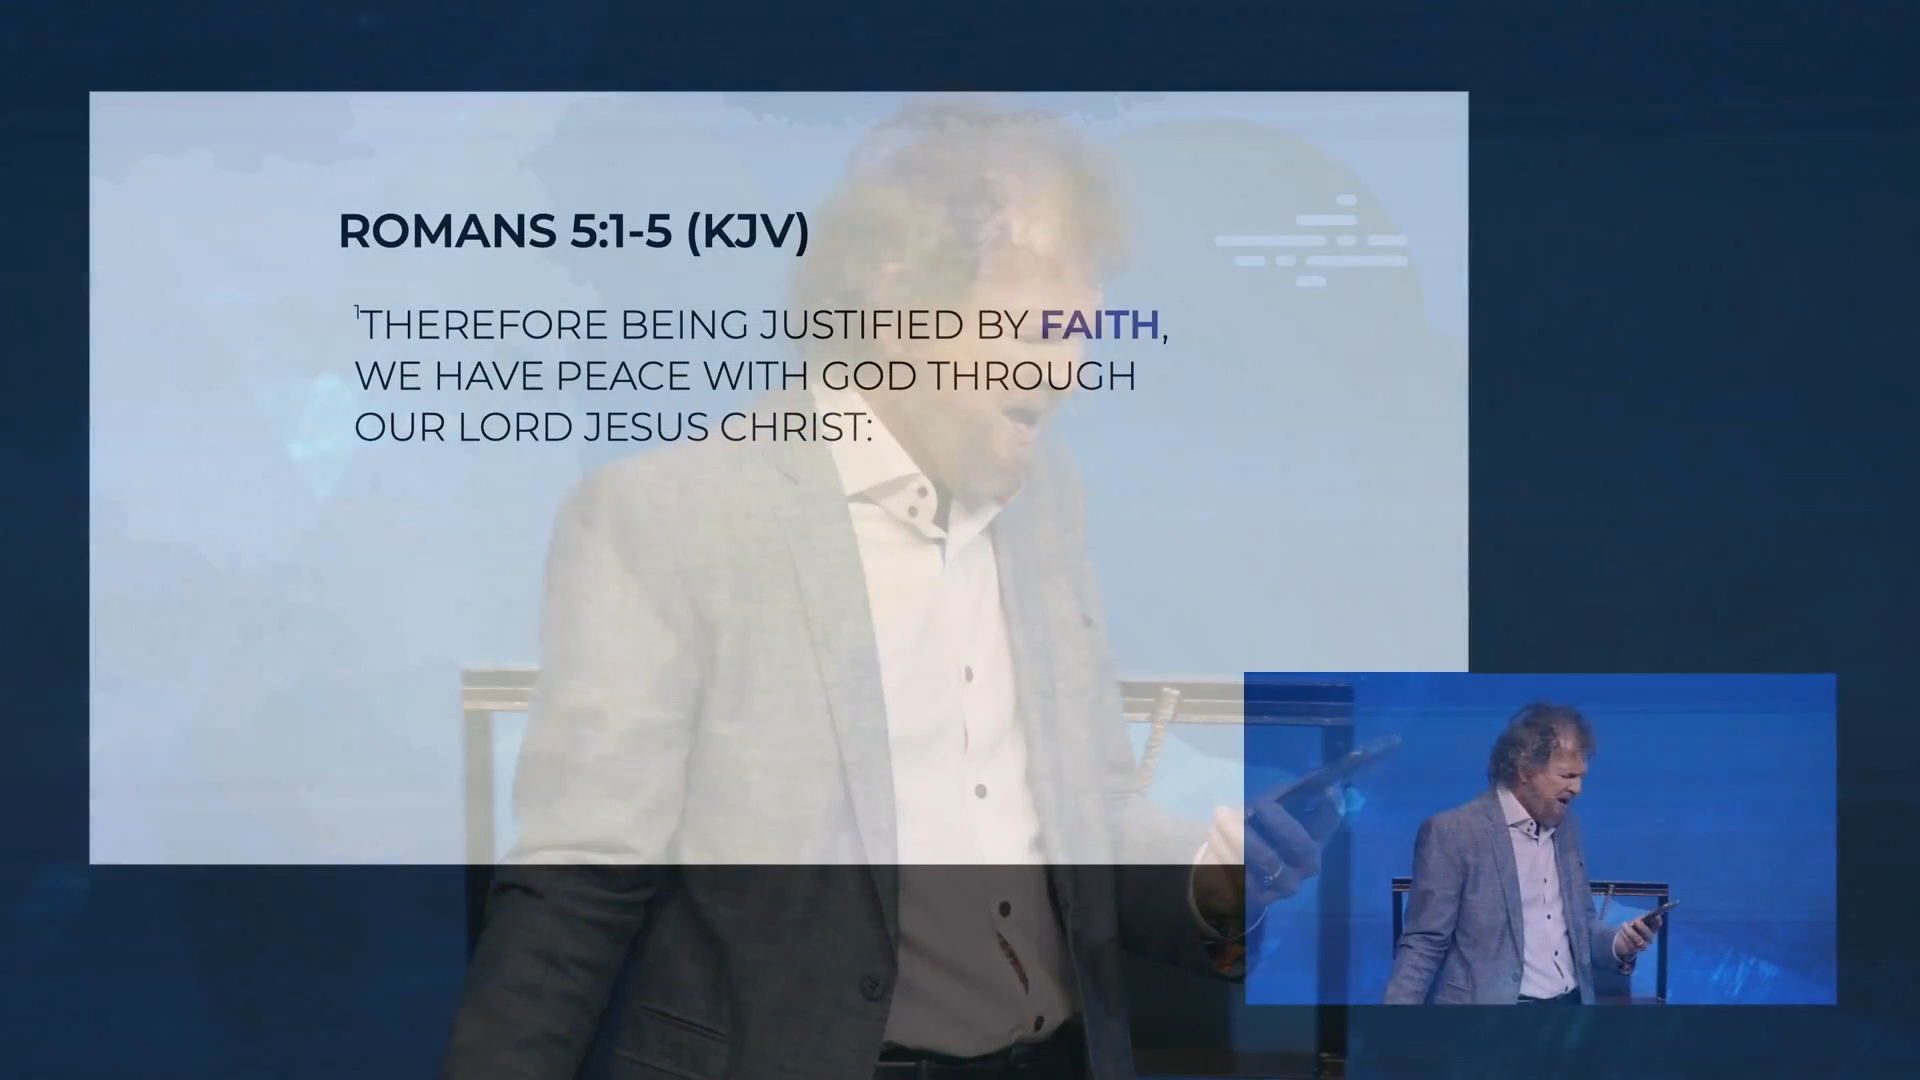 ROMANS 5:1-5 (KJV)
¹THEREFORE BEING JUSTIFIED BY FAITH,
WE HAVE PEACE WITH GOD THROUGH
OUR LORD JESUS CHRIST: